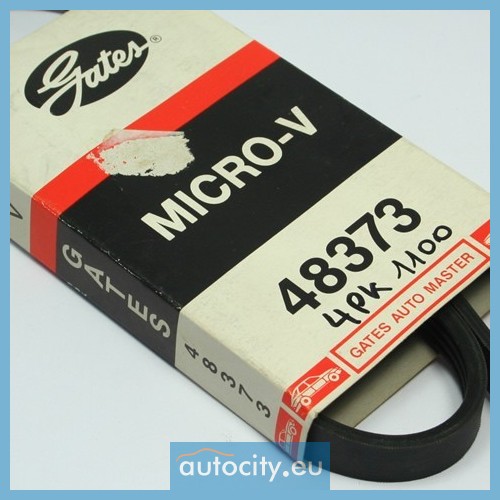 Gates®
MICRO-V
48373
4PK 1100
GATES AUTO MASTER
V
GATES
48373
autocity.eu